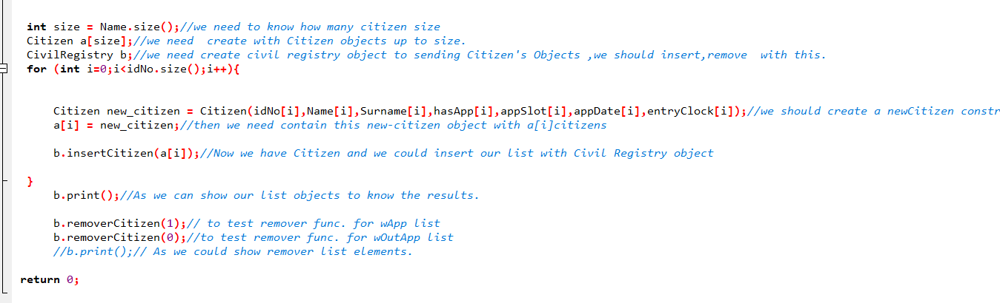 int size = Name.size();//we need to know how many citizen size
Citizen a[size];//we need  create with Citizen objects up to size.
CivilRegistry b;//we need create civil registry object to sending Citizen's Objects ,we should insert,remove  with this.
for (int i=0;i<idNo.size();i++){
Citizen new_citizen = Citizen(idNo[i],Name[i],Surname[i],hasApp[i],appSlot[i],appDate[i],entryClock[i]);//we should create a newCitizen constr
a[i] = new_citizen;//then we need contain this new-citizen object with a[i]citizens
b.insertCitizen(a[i]);//Now we have Citizen and we could insert our list with Civil Registry object
}
b.print();//As we can show our list objects to know the results.
b.removerCitizen(1);// to test remover func. for wApp list
b.removerCitizen(0);//to test remover func. for wOutApp list
//b.print();// As we could show remover list elements.
return 0;